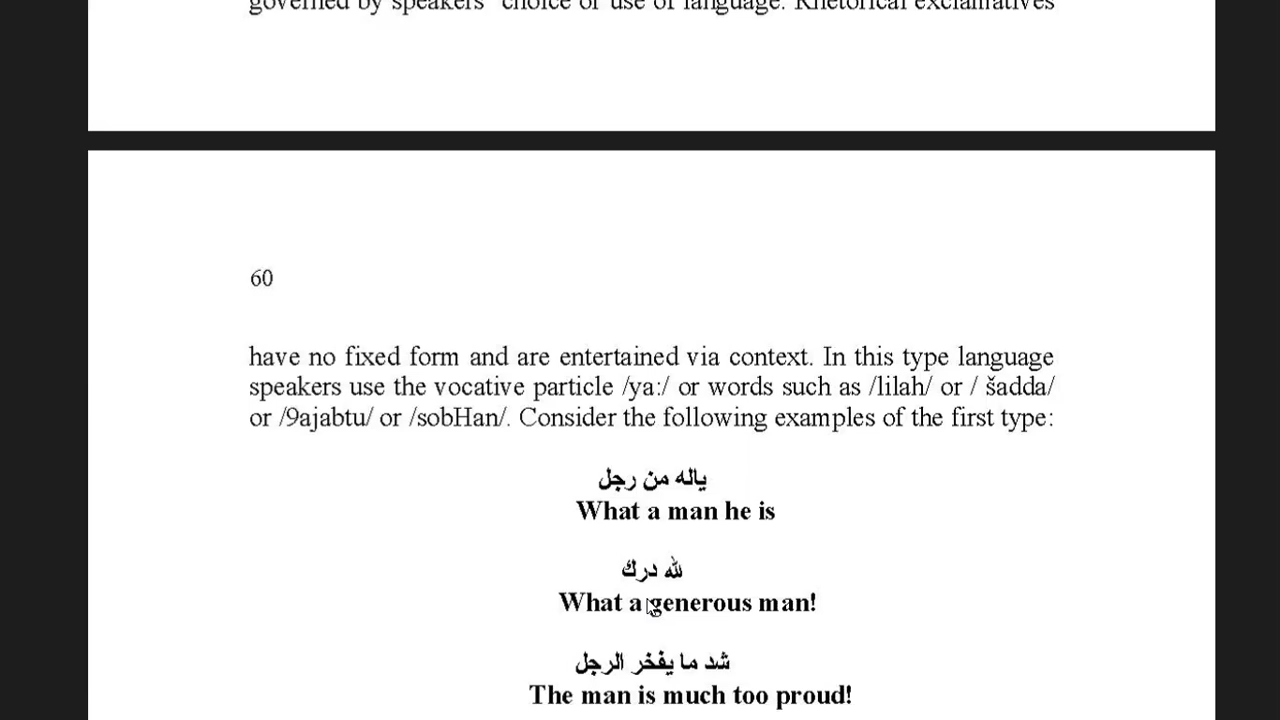 governed by speakers' choice or use of language. Rhetorical exclamatives
60
have no fixed form and are entertained via context. In this type language
speakers use the vocative particle /ya:/ or words such as /lilah/ or / šadda/
or /9ajabtu/ or /sobHan/. Consider the following examples of the first type:
ياله من رجل
What a man he is
لله درك
What a generous man!
شد ما يفخر الرجل
The man is much too proud!